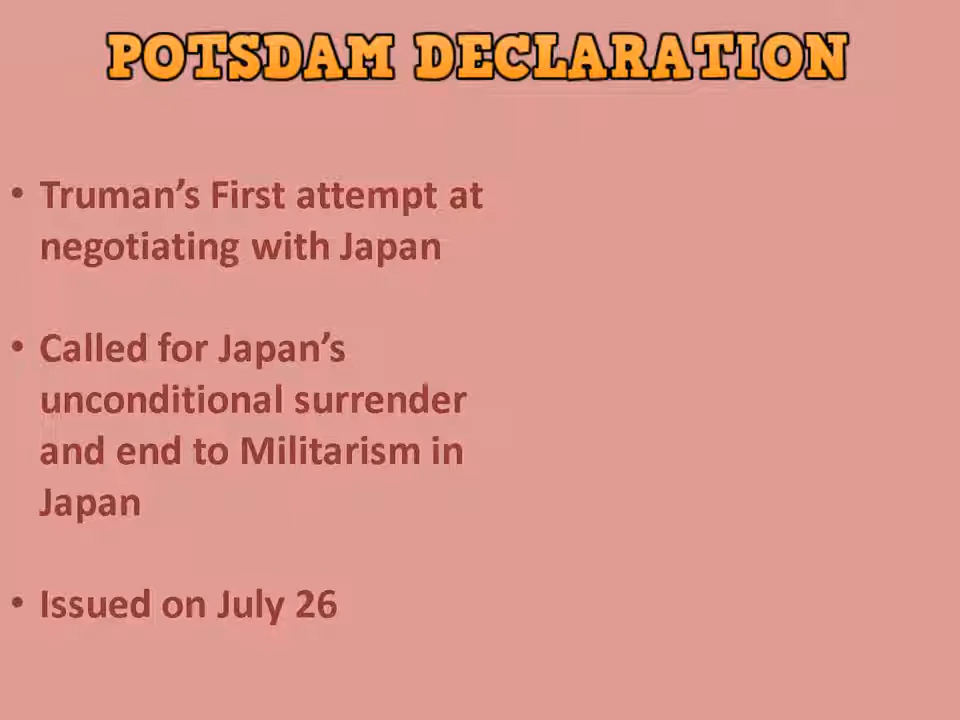 POTSDAM DECLARATION
• Truman’s First attempt at
negotiating with Japan
• Called for Japan’s
unconditional surrender
and end to Militarism in
Japan
• Issued on July 26